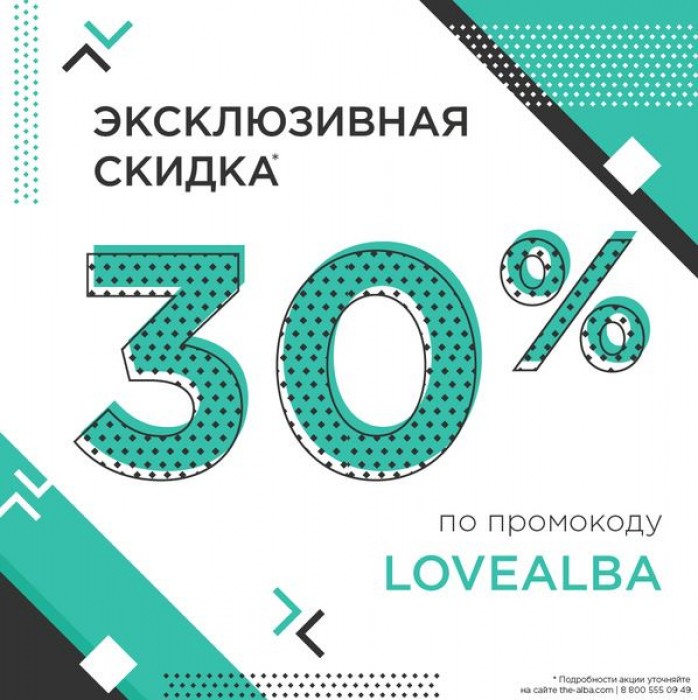 ЭКСКЛЮЗИВНАЯ
СКИДКА*
30%
по промокоду
LOVEALBA
* Подробности акции уточняйте
на сайте the-alba.com | 8 800 555 09 49.